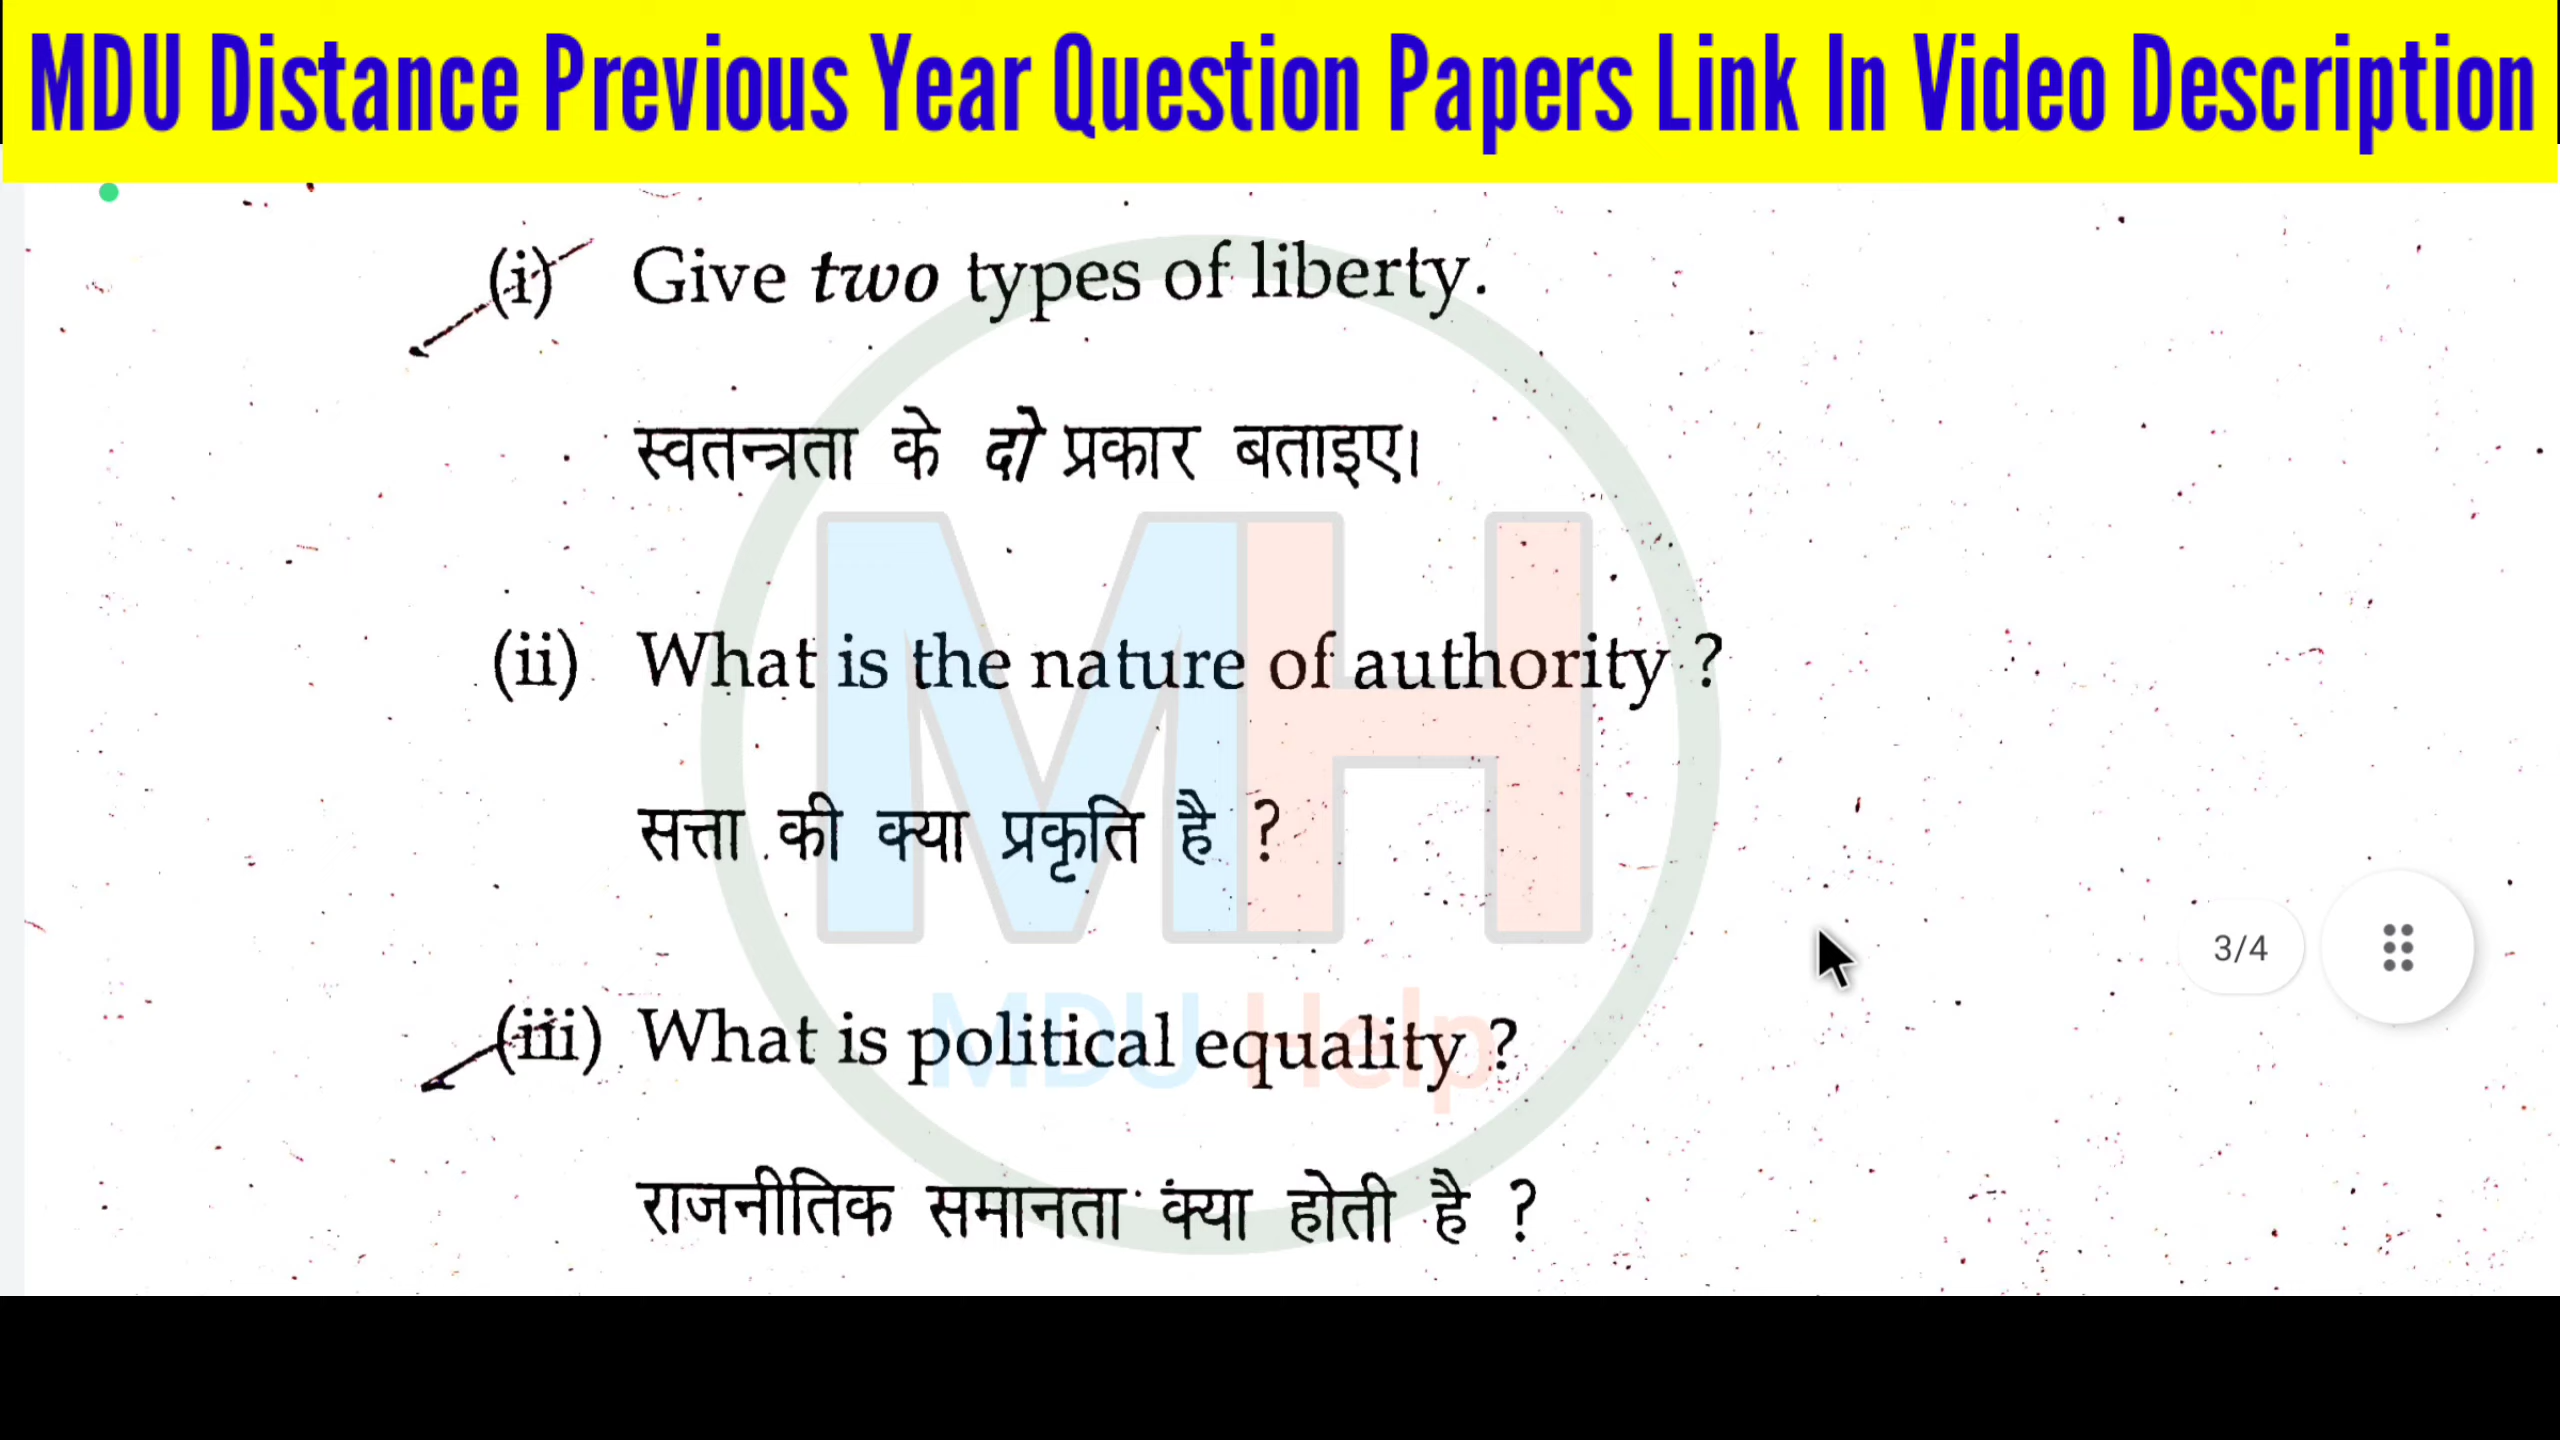 MDU Distance Previous Year Question Papers Link In Video Description
(i) Give two types of liberty.
स्वतन्त्रता के दो प्रकार बताइए।
(ii) What is the nature of authority ?
सत्ता की क्या प्रकृति है ?
3/4
(iii) What is political equality ?
राजनीतिक समानता क्या होती है ?
MH
MDU Help